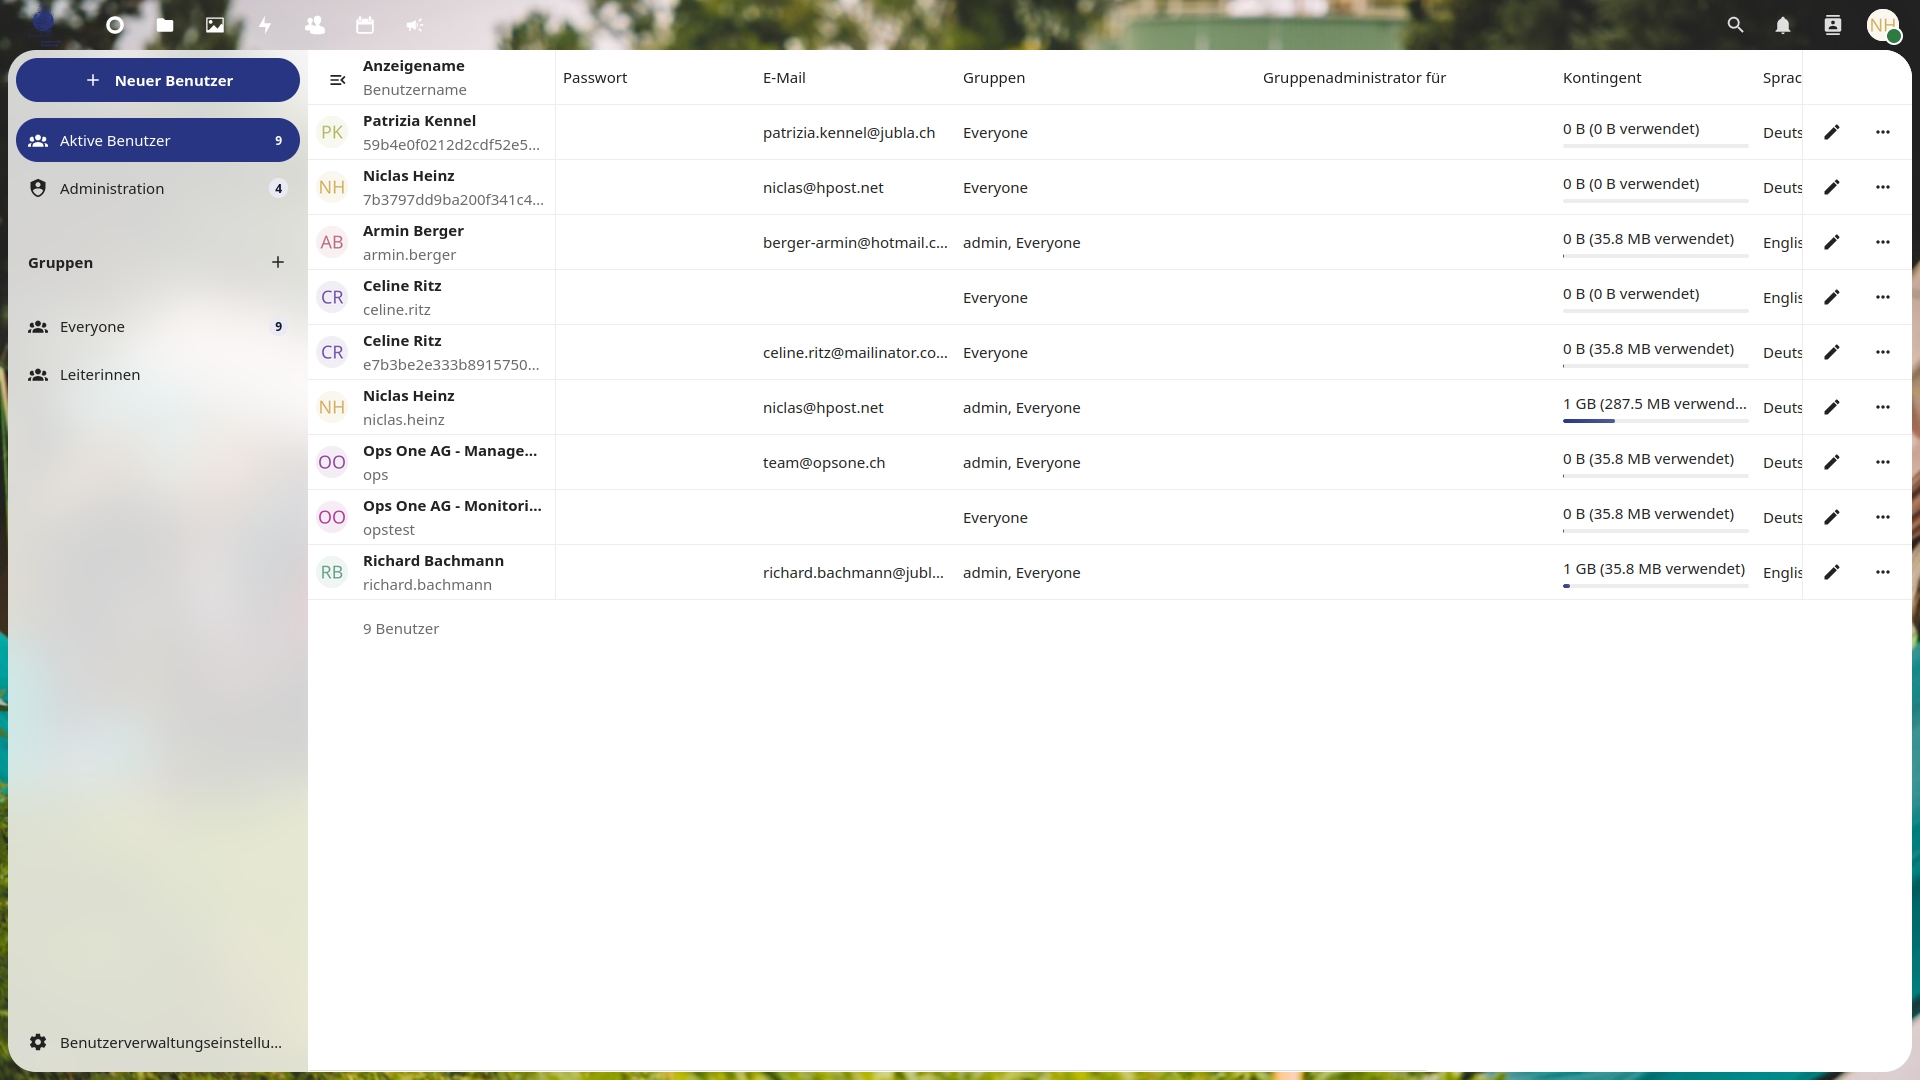 NH
Neuer Benutzer
Aktive Benutzer 9
Administration 4
Gruppen
Everyone 9
Leiterinnen
Benutzerverwaltungseinstellu...
Anzeigename
Benutzername
Passwort
E-Mail
Gruppen
Gruppenadministrator für
Kontingent
Sprac
PK
Patrizia Kennel
59b4e0f0212d2cdf52e5...
patrizia.kennel@jubla.ch
Everyone
0 B (0 B verwendet)
Deuts
NH
Niclas Heinz
7b3797dd9ba200f341c4...
niclas@hpost.net
Everyone
0 B (0 B verwendet)
Deuts
AB
Armin Berger
armin.berger
berger-armin@hotmail.c...
admin, Everyone
0 B (35.8 MB verwendet)
Englis
CR
Celine Ritz
celine.ritz
Everyone
0 B (0 B verwendet)
Englis
CR
Celine Ritz
e7b3be2e333b8915750...
celine.ritz@mailinator.co...
Everyone
0 B (35.8 MB verwendet)
Deuts
NH
Niclas Heinz
niclas.heinz
niclas@hpost.net
admin, Everyone
1 GB (287.5 MB verwend...
Deuts
OO
Ops One AG - Manage...
ops
team@opsone.ch
admin, Everyone
0 B (35.8 MB verwendet)
Deuts
OO
Ops One AG - Monitori...
opstest
Everyone
0 B (35.8 MB verwendet)
Deuts
RB
Richard Bachmann
richard.bachmann
richard.bachmann@jubl...
admin, Everyone
1 GB (35.8 MB verwendet)
Englis
9 Benutzer